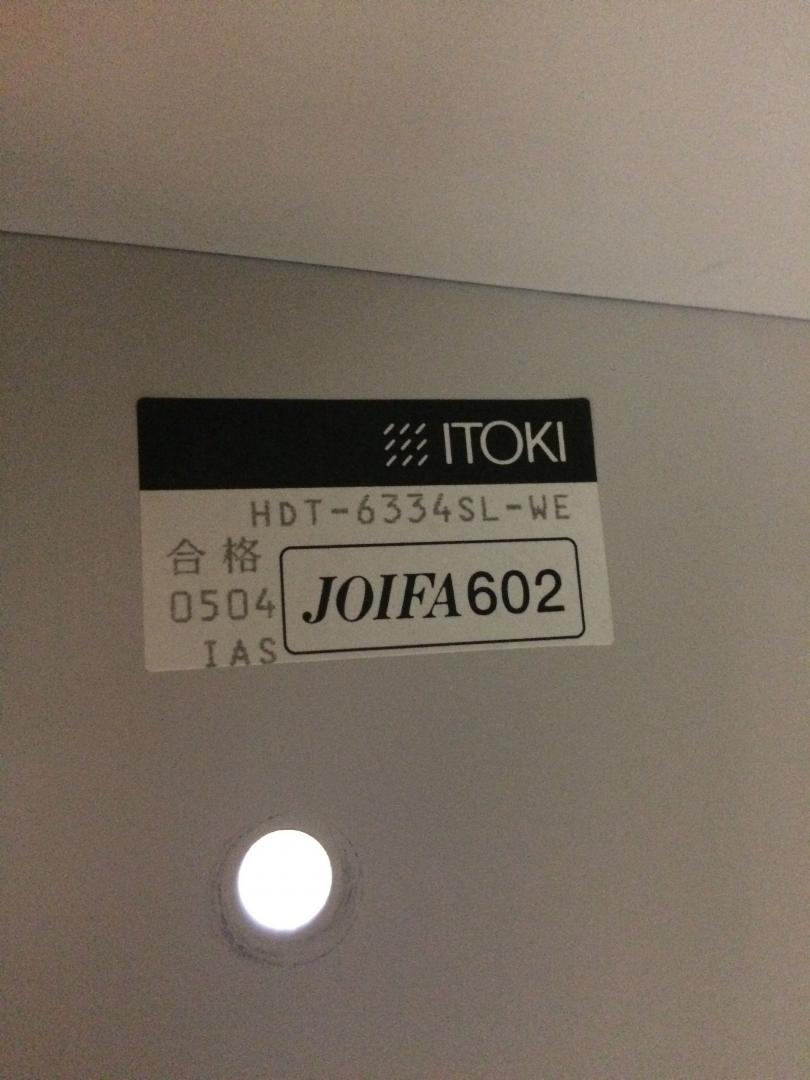 ITOKI
HDT-6334SL-WE
合格
0504
IAS
JOIFA602